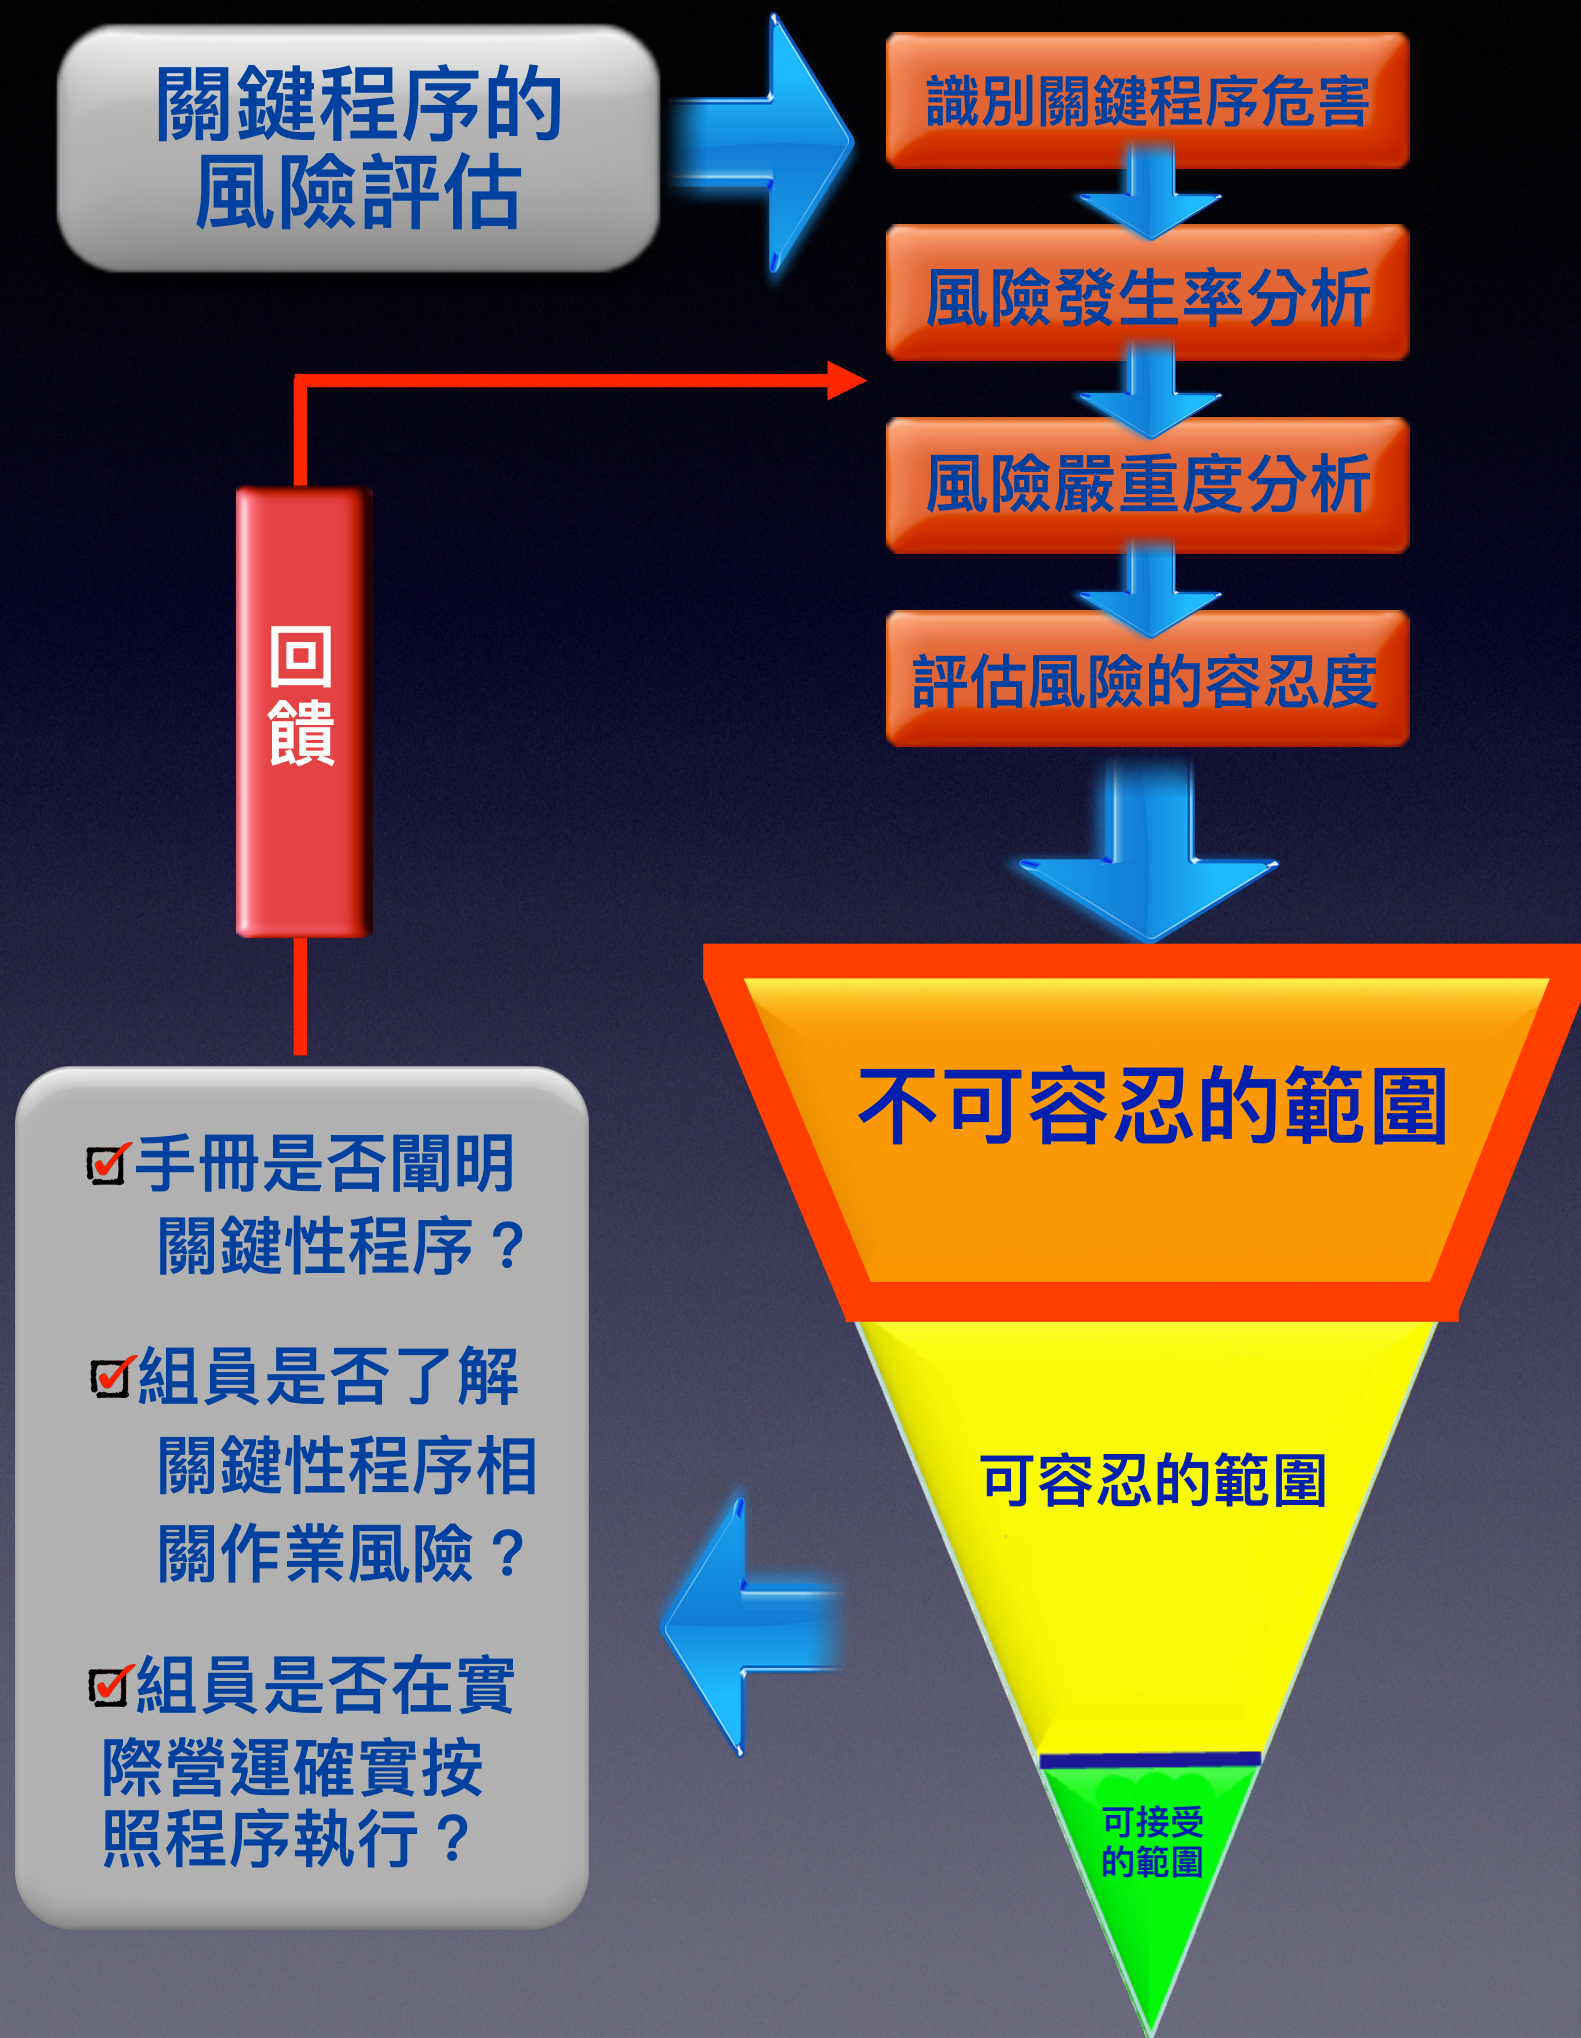 關鍵程序的
風險評估
識別關鍵程序危害
風險發生率分析
風險嚴重度分析
評估風險的容忍度
不可容忍的範圍
可容忍的範圍
可接受
的範圍
手冊是否闡明
關鍵性程序?
組員是否了解
關鍵性程序相
關作業風險?
組員是否在實
際營運確實按
照程序執行?
回
饋